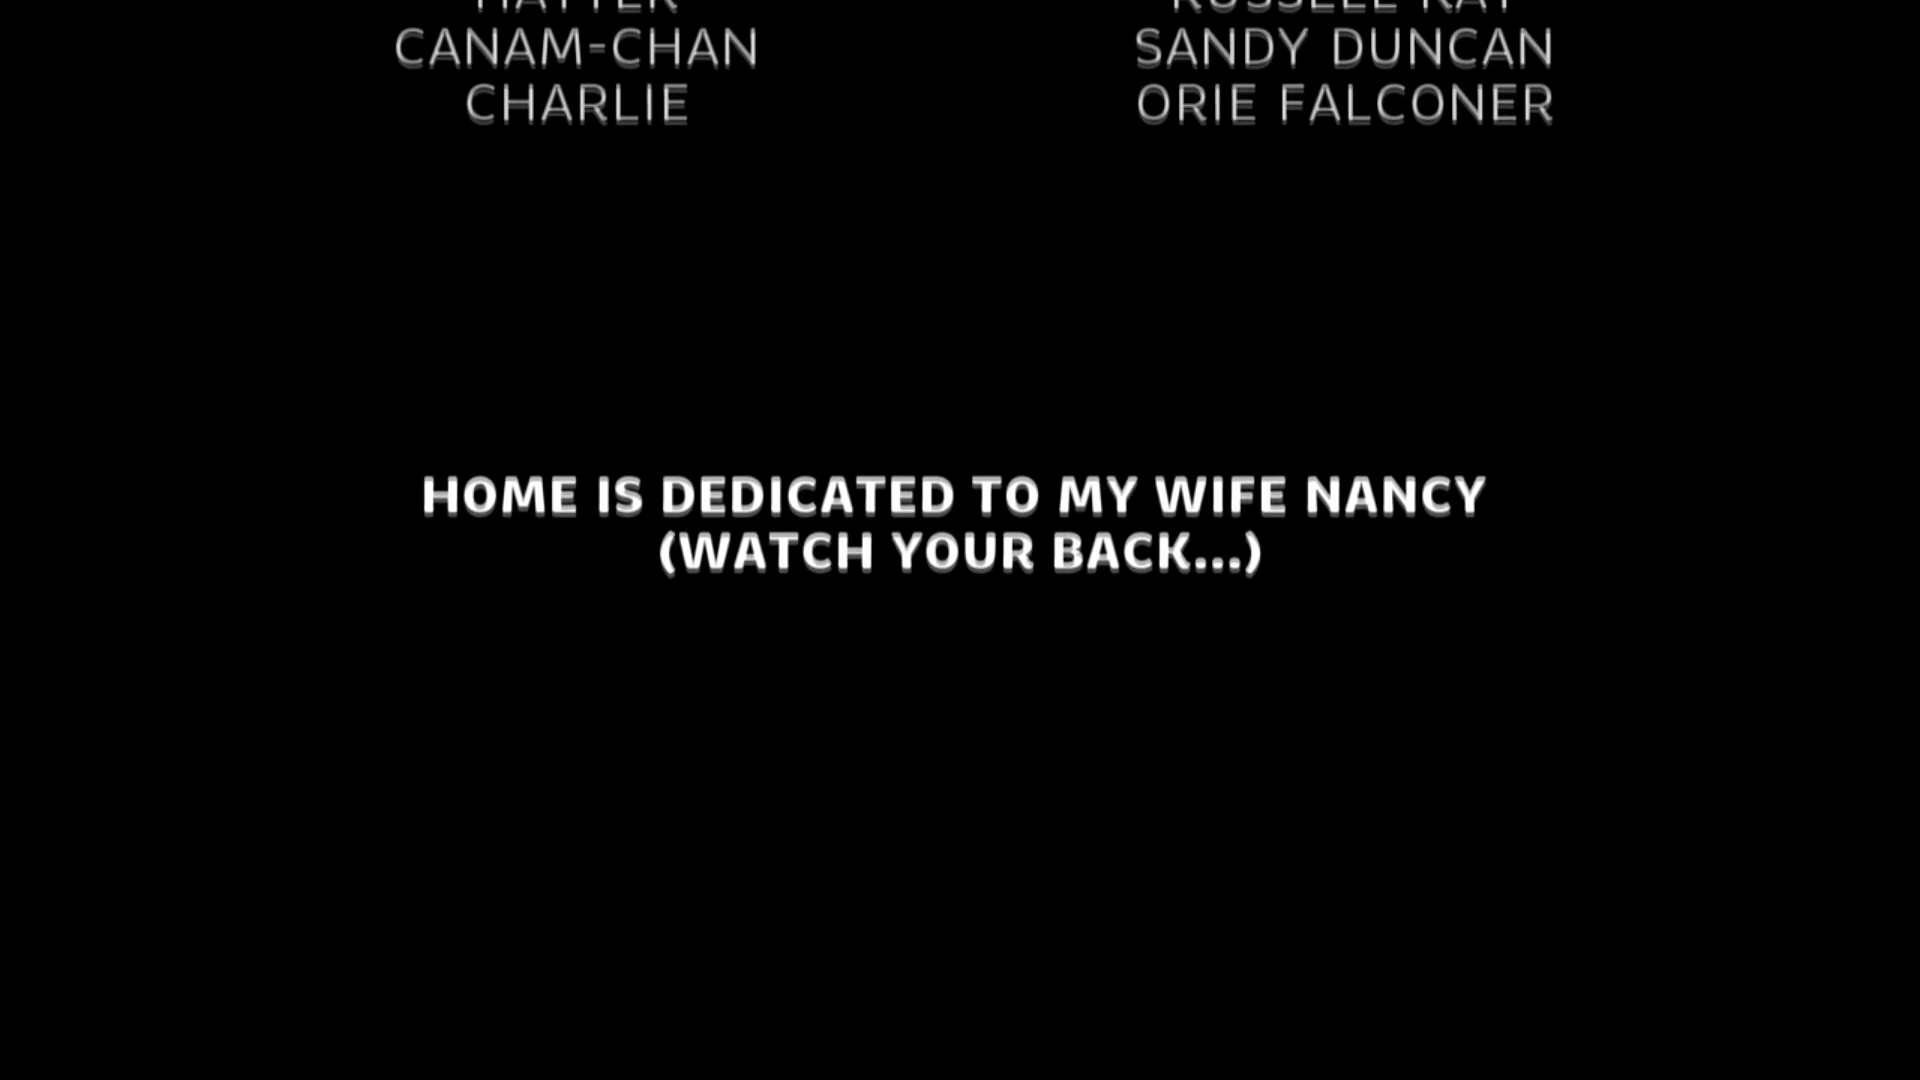 CANAM-CHAN SANDY DUNCAN
CHARLIE ORIE FALCONER
HOME IS DEDICATED TO MY WIFE NANCY
(WATCH YOUR BACK...)